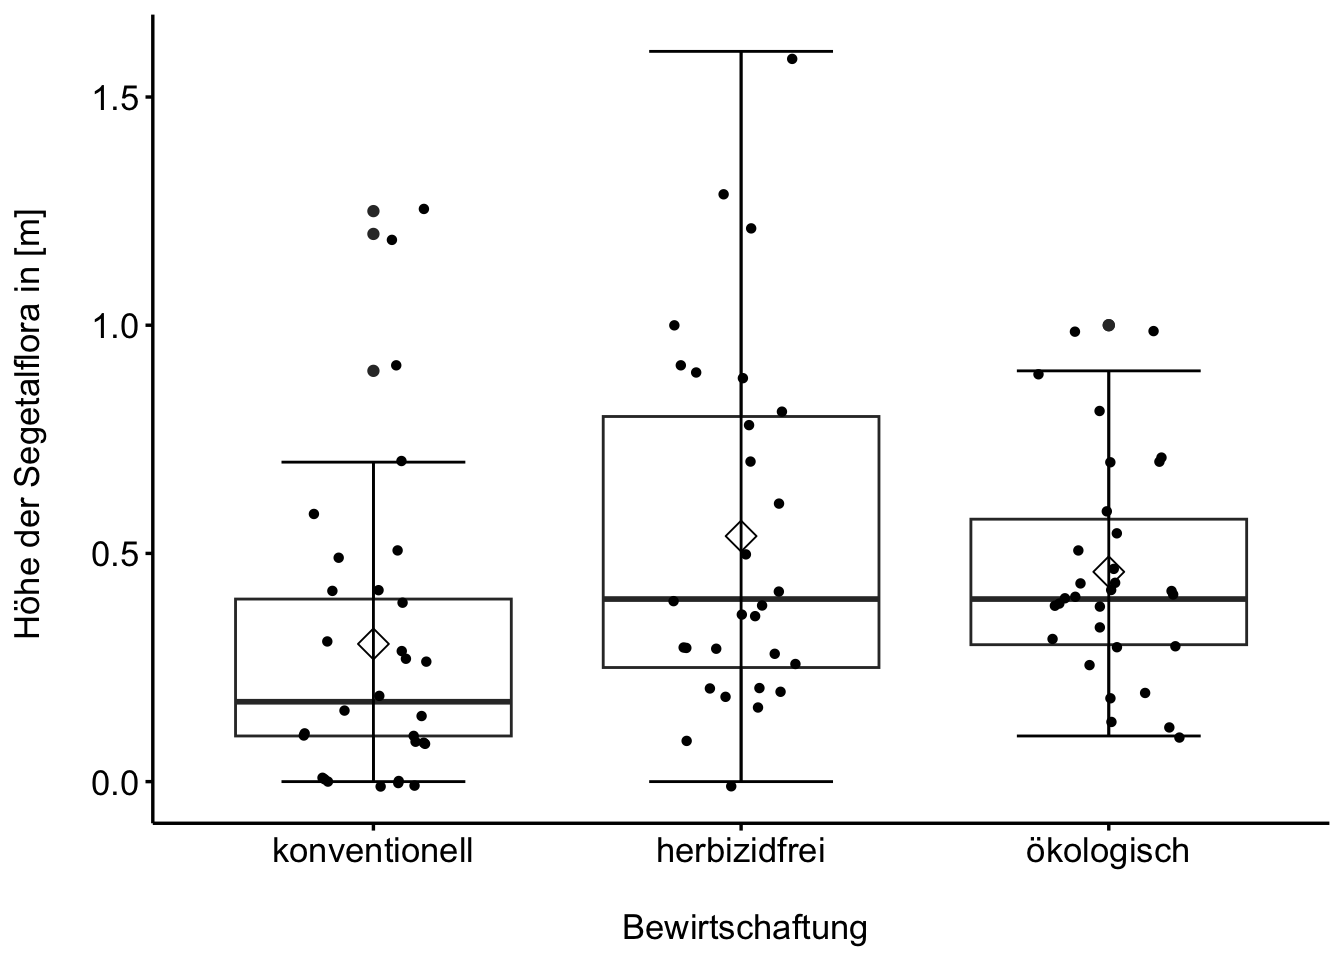 Höhe der Segetalflora in [m]
1.5
1.0
0.5
0.0
konventionell
herbizidfrei
ökologisch
Bewirtschaftung